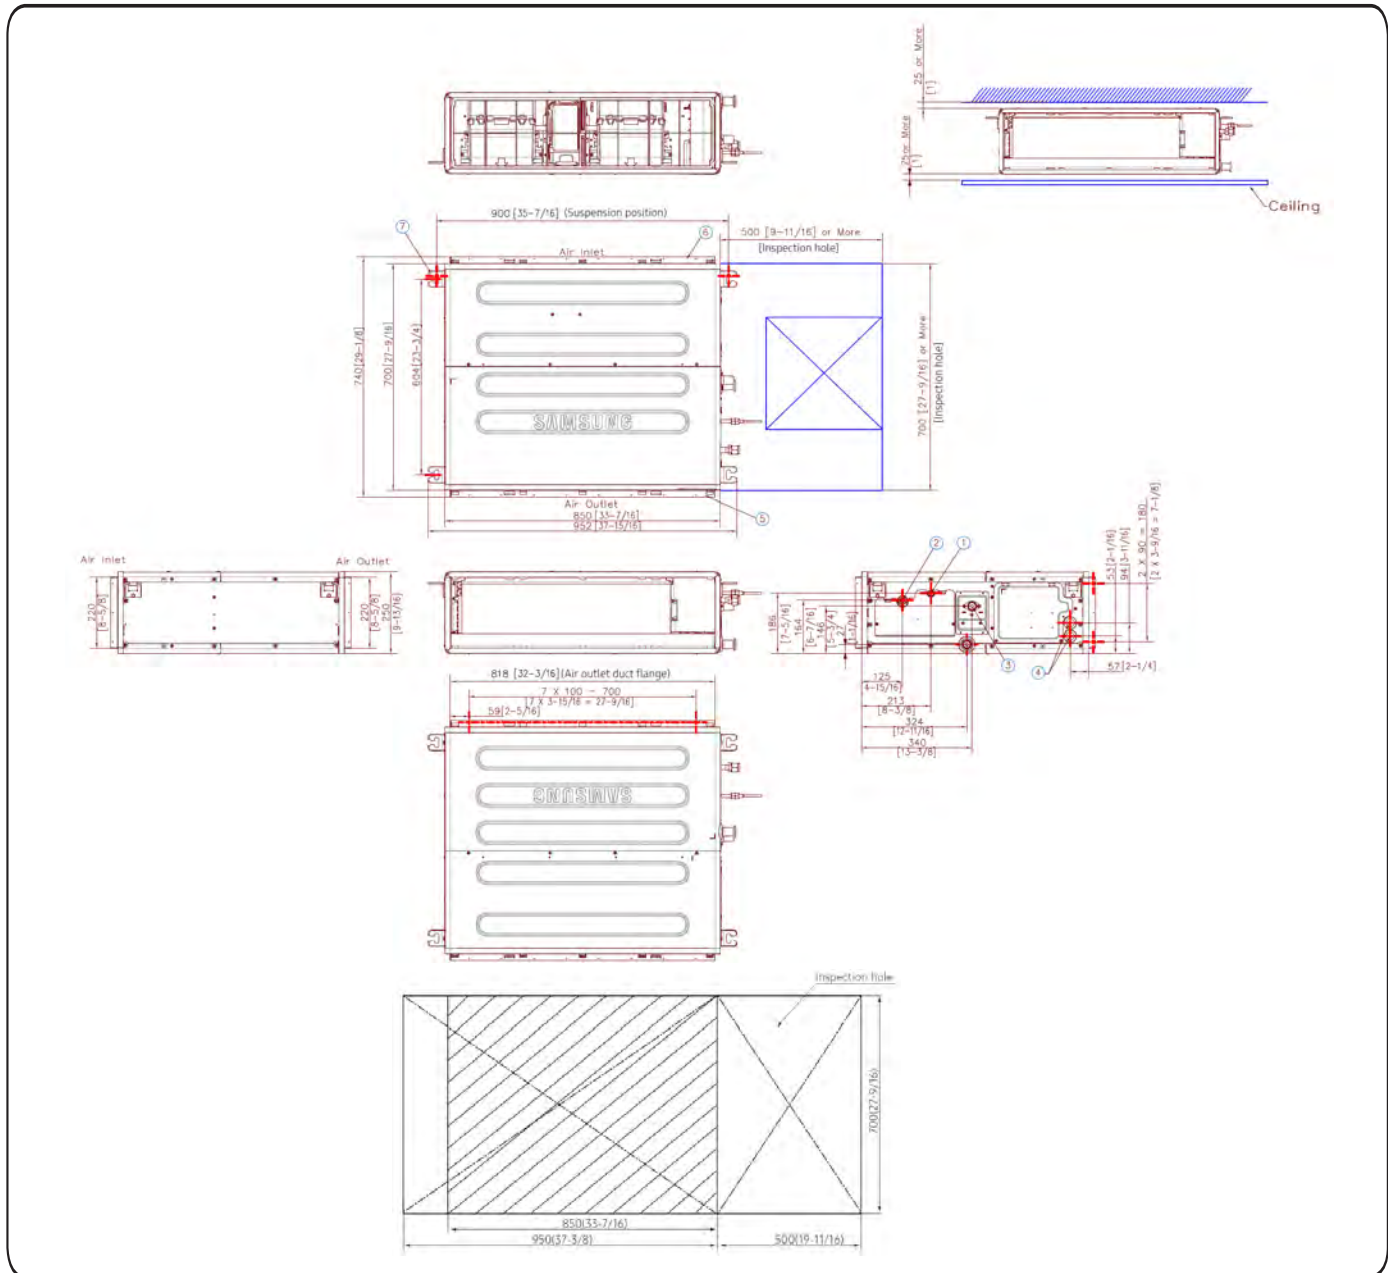 25 or More
[1]
25 or More
[1]
Ceiling
900 [35-7/16] (Suspension position)
⑦
⑥
500 [9-11/16] or More
[Inspection hole]
Air inlet
740[29-1/8]
700[27-9/16]
604[23-3/4]
700 [27-9/16] or More
[Inspection hole]
SAMSUNG
Air Outlet
⑤
850 [33-7/16]
952 [37-15/16]
Air Inlet
Air Outlet
220
[8-5/8]
220
[8-5/8]
250
[9-13/16]
②
①
186
[7-5/16]
164
[6-7/16]
146
[5-3/4]
27
③
④
53[2-1/16]
94[3-11/16]
2 X 90 = 180
[2 X 3-9/16 = 7-1/8]
57[2-1/4]
125
4-15/16]
213
[8-3/8]
324
[12-11/16]
340
[13-3/8]
818 [32-3/16](Air outlet duct flange)
7 X 100 - 700
[7 X 3-15/16 = 27-9/16]
59[2-5/16]
SAMSUNG
Inspection hole
700(27-9/16)
850(33-7/16)
950(37-3/8)
500(19-11/16)